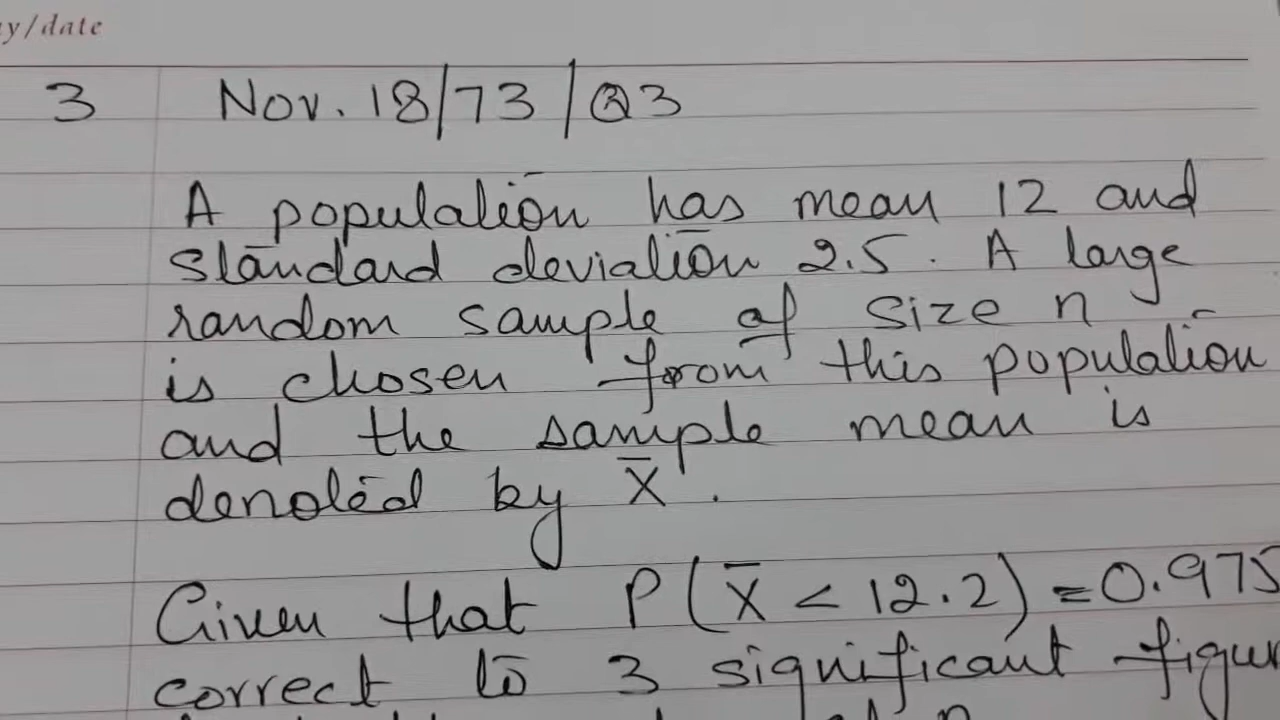 y/date
3 Nov. 18/73/Q3
A population has mean 12 and
standard deviation 2.5. A large
random sample of size n
is chosen from this population
and the sample mean is
denoted by X̄.
Given that P(X̄ < 12.2) = 0.975
correct to 3 significant figur
n